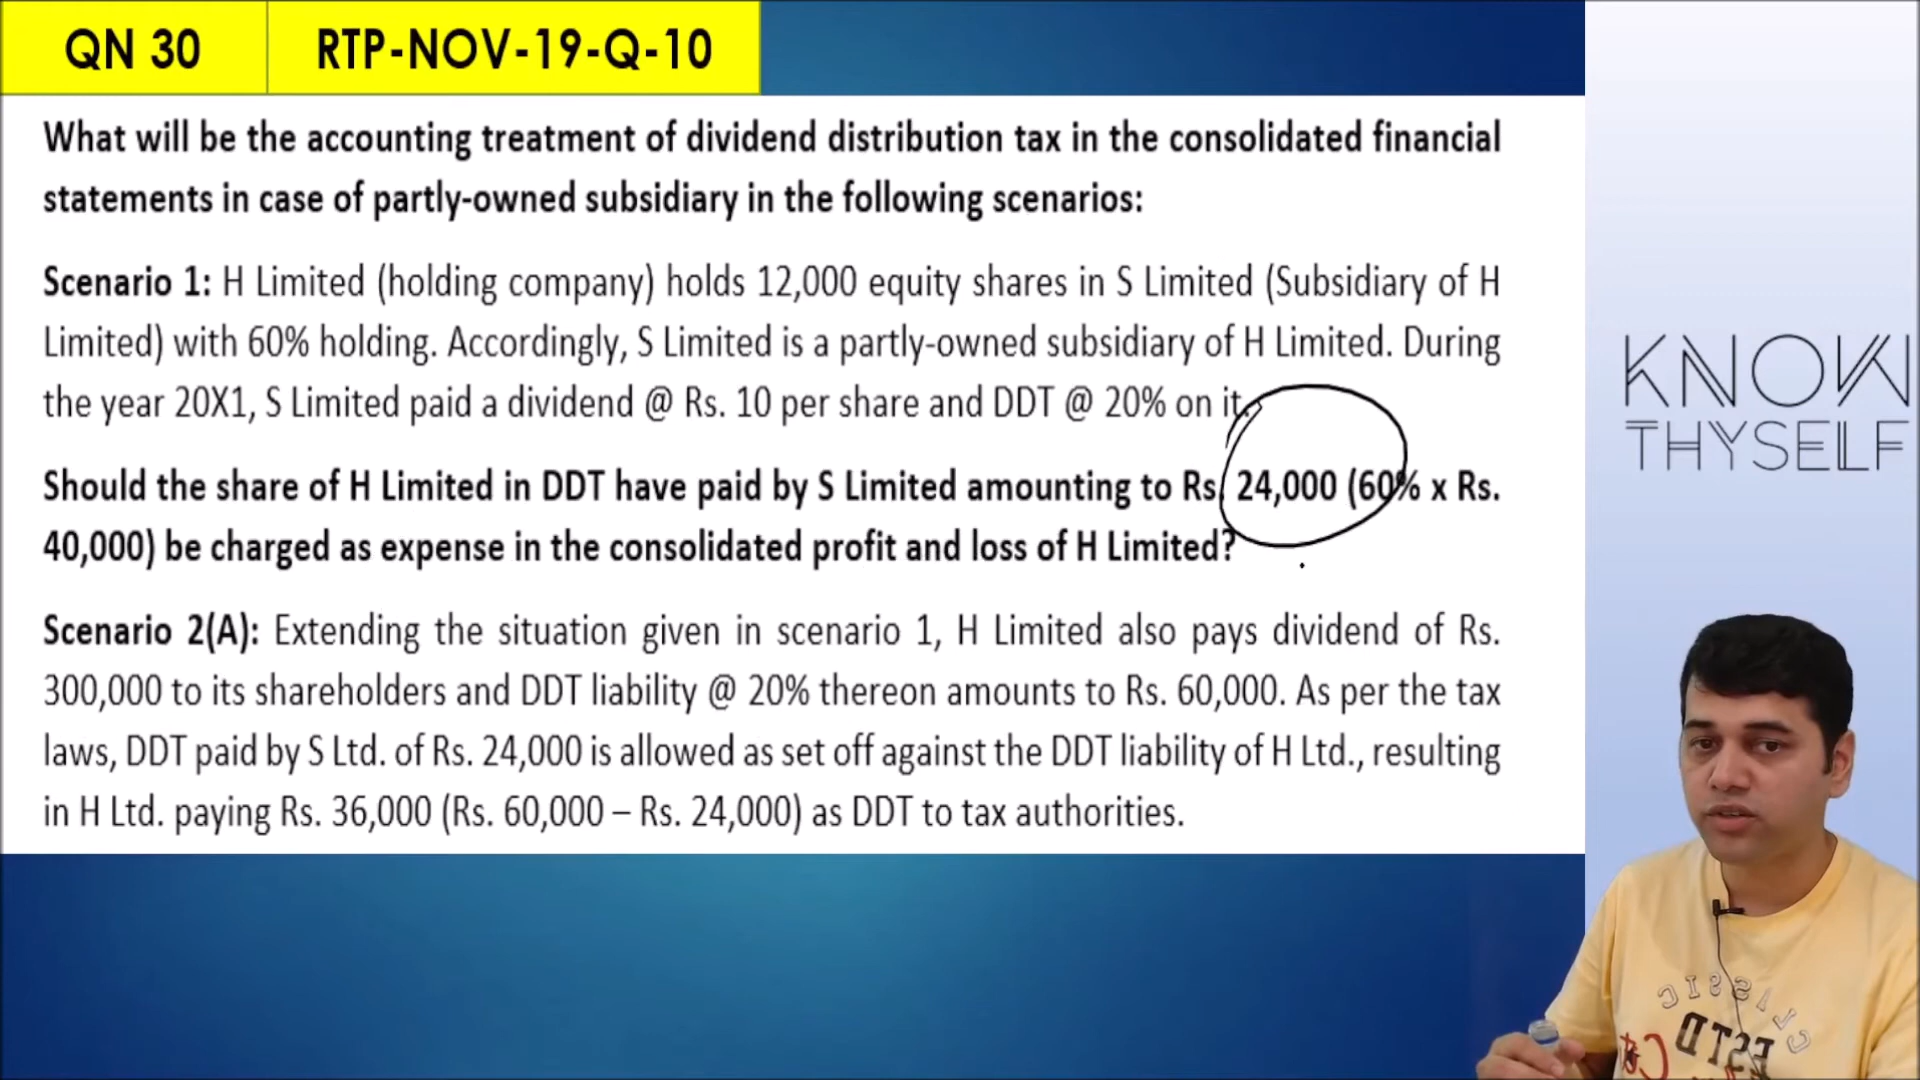 QN 30
RTP-NOV-19-Q-10
What will be the accounting treatment of dividend distribution tax in the consolidated financial
statements in case of partly-owned subsidiary in the following scenarios:
Scenario 1: H Limited (holding company) holds 12,000 equity shares in S Limited (Subsidiary of H
Limited) with 60% holding. Accordingly, S Limited is a partly-owned subsidiary of H Limited. During
the year 20X1, S Limited paid a dividend @ Rs. 10 per share and DDT @ 20% on it.
Should the share of H Limited in DDT have paid by S Limited amounting to Rs. 24,000 (60% x Rs.
40,000) be charged as expense in the consolidated profit and loss of H Limited?
Scenario 2(A): Extending the situation given in scenario 1, H Limited also pays dividend of Rs.
300,000 to its shareholders and DDT liability @ 20% thereon amounts to Rs. 60,000. As per the tax
laws, DDT paid by S Ltd. of Rs. 24,000 is allowed as set off against the DDT liability of H Ltd., resulting
in H Ltd. paying Rs. 36,000 (Rs. 60,000 – Rs. 24,000) as DDT to tax authorities.
KNOW
THYSELF
CLASSIC
ESTD